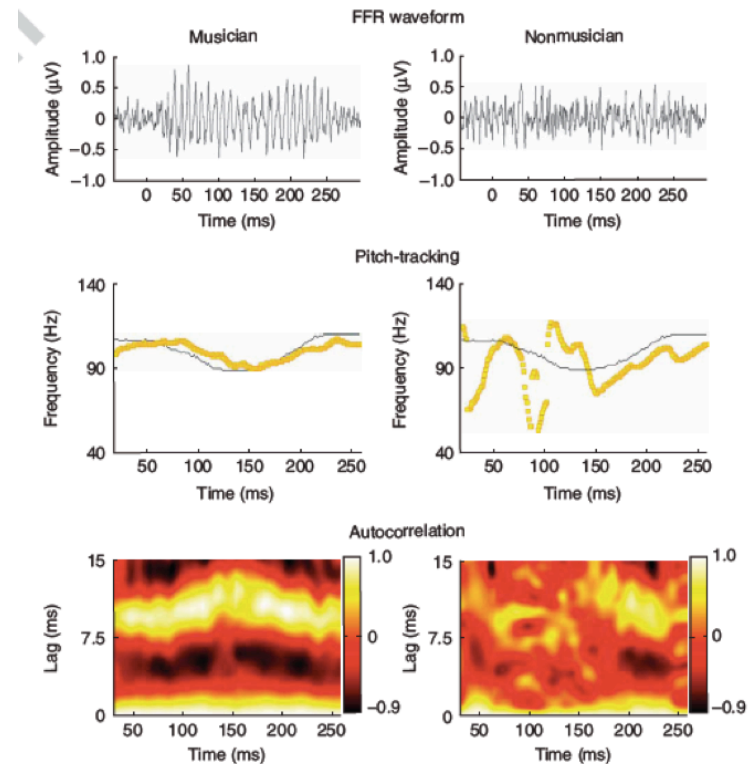 FFR waveform
Musician Nonmusician
1.0 1.0
0.5 0.5
0 0
−0.5 −0.5
−1.0 −1.0
Amplitude (µV) Amplitude (µV)
0 50 100 150 200 250 0 50 100 150 200 250
Time (ms) Time (ms)
Pitch-tracking
140 140
90 90
40 40
Frequency (Hz) Frequency (Hz)
50 100 150 200 250 50 100 150 200 250
Time (ms) Time (ms)
Autocorrelation
15 1.0 15 1.0
7.5 0 7.5 0
0 −0.9 0 −0.9
Lag (ms) Lag (ms)
50 100 150 200 250 50 100 150 200 250
Time (ms) Time (ms)